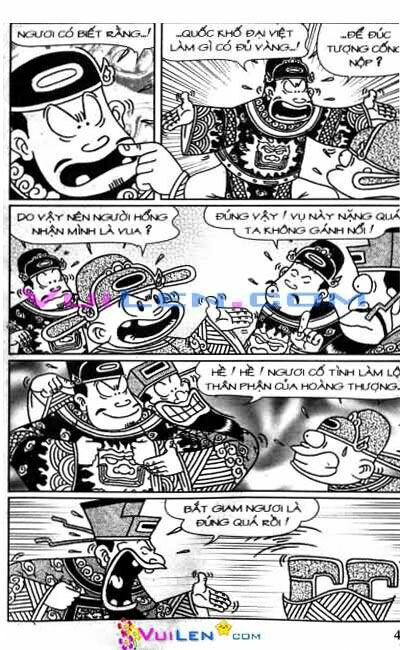 NGƯƠI CÓ BIẾT RẰNG...!
...QUỐC KHỐ ĐẠI VIỆT
LÀM GÌ CÓ ĐỦ VÀNG...!
...ĐỂ ĐÚC
TƯỢNG CỐNG
NỘP ?
DO VẬY NÊN NGƯỜI HỔNG
NHẬN MÌNH LÀ VUA ?
ĐÚNG VẬY ! VỤ NÀY NẶNG QUÁ
TA KHÔNG GÁNH NỔI !
VUILEN.COM
HÈ ! HÈ ! NGƯƠI CỐ TÌNH LÀM LỘ
THÂN PHẬN CỦA HOÀNG THƯỢNG...
BẮT GIAM NGƯƠI LÀ
ĐÚNG QUÁ RỒI !
VUILEN.COM
4